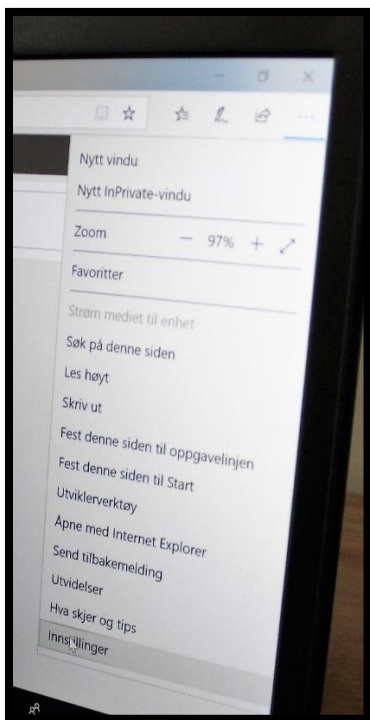 Nytt vindu
Nytt InPrivate-vindu
Zoom — 97% +
Favoritter
Strøm mediet til enhet
Søk på denne siden
Les høyt
Skriv ut
Fest denne siden til oppgavelinjen
Fest denne siden til Start
Utviklerverktøy
Åpne med Internet Explorer
Send tilbakemelding
Utvidelser
Hva skjer og tips
Innstillinger